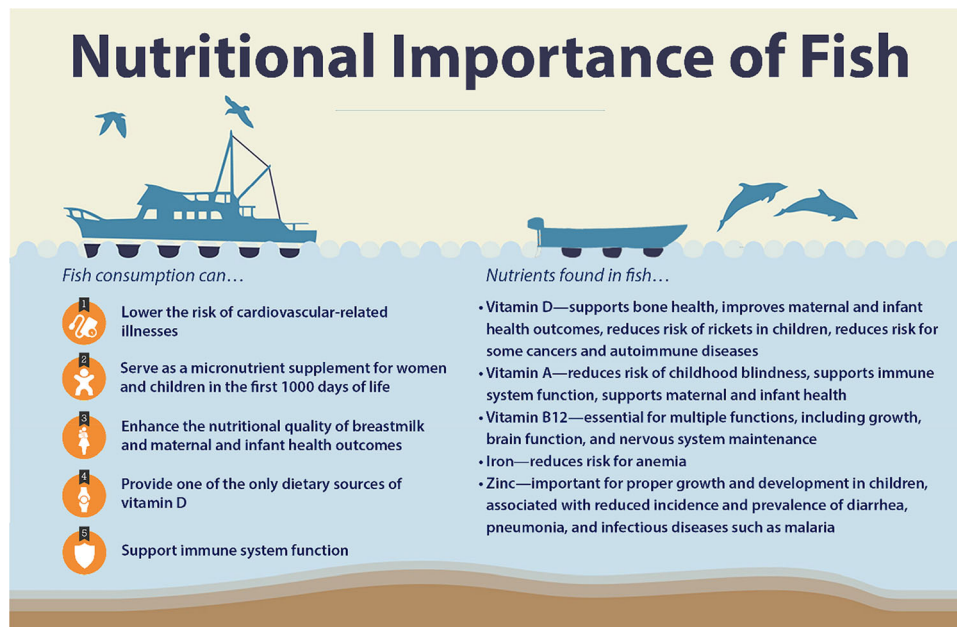 Nutritional Importance of Fish
Fish consumption can…
1
Lower the risk of cardiovascular-related
illnesses
2
Serve as a micronutrient supplement for women
and children in the first 1000 days of life
3
Enhance the nutritional quality of breastmilk
and maternal and infant health outcomes
4
Provide one of the only dietary sources of
vitamin D
5
Support immune system function
Nutrients found in fish…
• Vitamin D—supports bone health, improves maternal and infant
health outcomes, reduces risk of rickets in children, reduces risk for
some cancers and autoimmune diseases
• Vitamin A—reduces risk of childhood blindness, supports immune
system function, supports maternal and infant health
• Vitamin B12—essential for multiple functions, including growth,
brain function, and nervous system maintenance
• Iron—reduces risk for anemia
• Zinc—important for proper growth and development in children,
associated with reduced incidence and prevalence of diarrhea,
pneumonia, and infectious diseases such as malaria